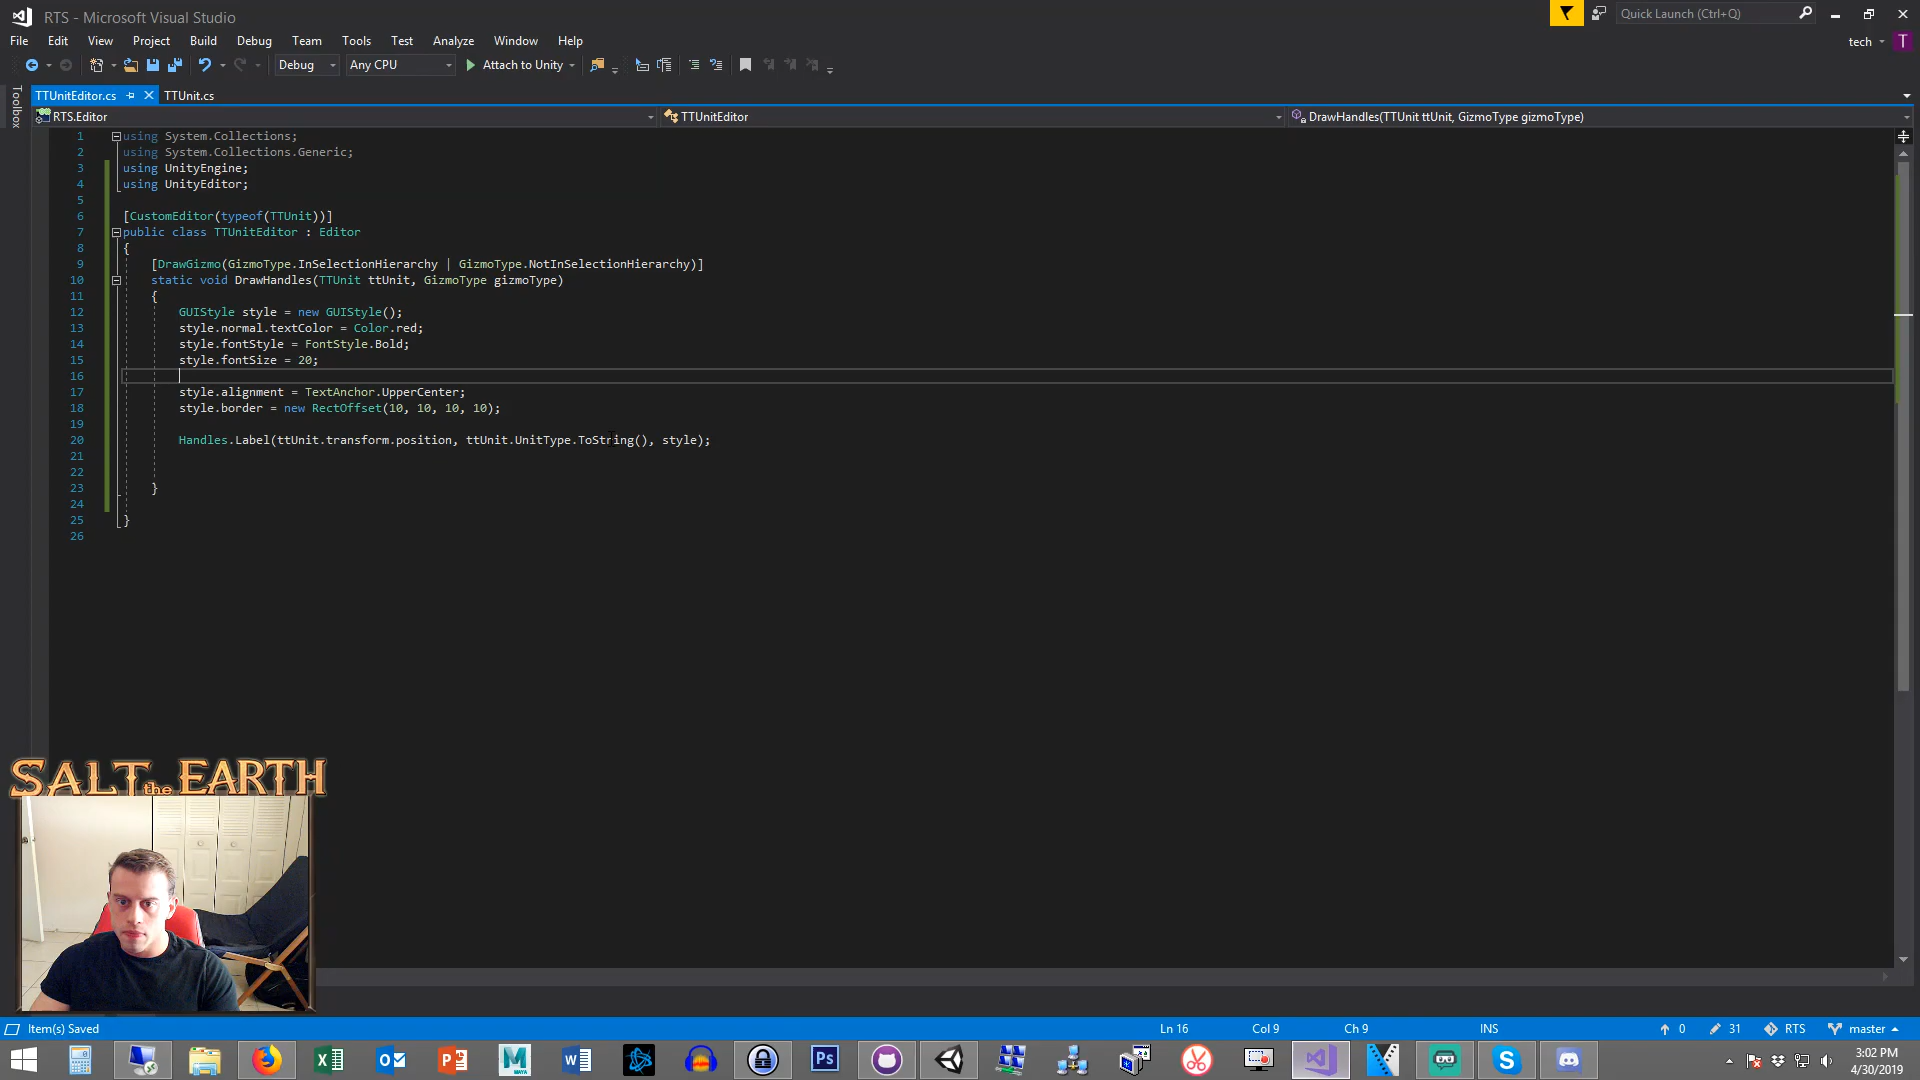 RTS - Microsoft Visual Studio
Quick Launch (Ctrl+Q)
File Edit View Project Build Debug Team Tools Test Analyze Window Help
tech T
Debug Any CPU Attach to Unity
Toolbox
TTUnitEditor.cs TTUnit.cs
RTS.Editor TTUnitEditor DrawHandles(TTUnit ttUnit, GizmoType gizmoType)
1 using System.Collections;
2 using System.Collections.Generic;
3 using UnityEngine;
4 using UnityEditor;
5
6 [CustomEditor(typeof(TTUnit))]
7 public class TTUnitEditor : Editor
8 {
9 [DrawGizmo(GizmoType.InSelectionHierarchy | GizmoType.NotInSelectionHierarchy)]
10 static void DrawHandles(TTUnit ttUnit, GizmoType gizmoType)
11 {
12 GUIStyle style = new GUIStyle();
13 style.normal.textColor = Color.red;
14 style.fontStyle = FontStyle.Bold;
15 style.fontSize = 20;
16
17 style.alignment = TextAnchor.UpperCenter;
18 style.border = new RectOffset(10, 10, 10, 10);
19
20 Handles.Label(ttUnit.transform.position, ttUnit.UnitType.ToString(), style);
21
22
23 }
24
25 }
26
SALT the EARTH
Item(s) Saved Ln 16 Col 9 Ch 9 INS 0 31 RTS master
MAYA
Ps
3:02 PM
4/30/2019